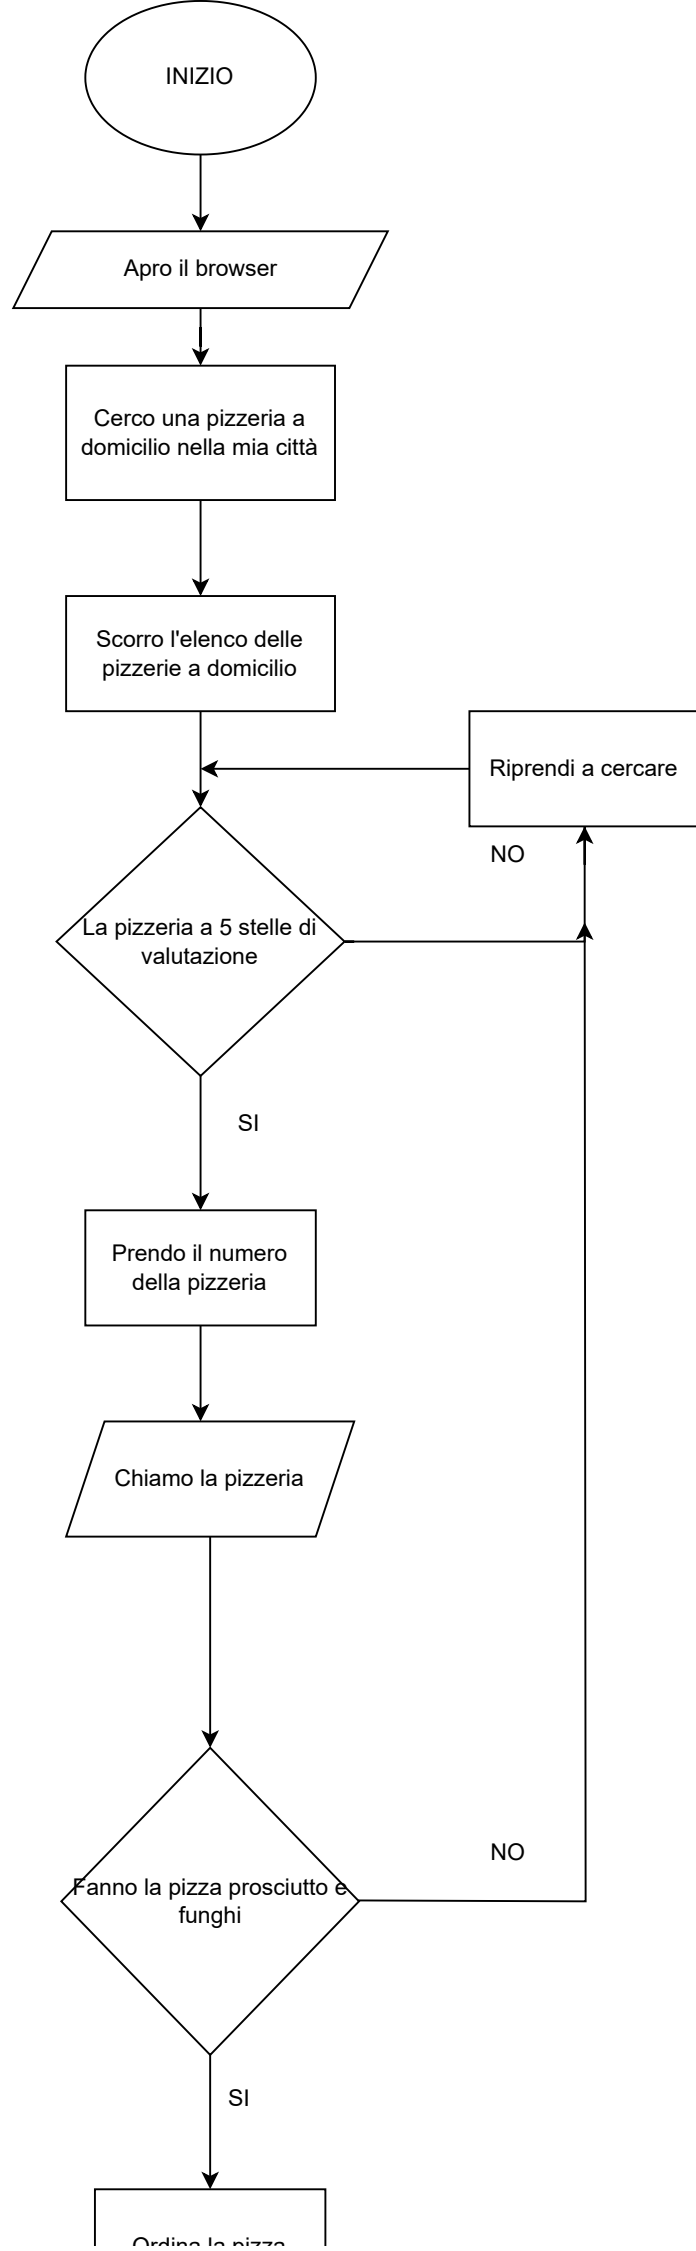 INIZIO
Apro il browser
Cerco una pizzeria a
domicilio nella mia città
Scorro l'elenco delle
pizzerie a domicilio
Riprendi a cercare
NO
La pizzeria a 5 stelle di
valutazione
SI
Prendo il numero
della pizzeria
Chiamo la pizzeria
NO
Fanno la pizza prosciutto e
funghi
SI
Ordina la pizza